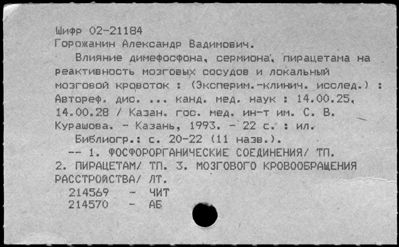 Шифр 02-21184
Горожанин Александр Вадимович.
Влияние димефосфона, сермиона, пирацетама на
реактивность мозговых сосудов и локальный
мозговой кровоток : (Эксперим.-клинич. исслед.) :
Автореф. дис. ... канд. мед. наук : 14.00.25,
14.00.28 / Казан. гос. мед. ин-т им. С. В.
Курашова. - Казань, 1993. - 22 с. : ил.
Библиогр.: с. 20-22 (11 назв.).
-- 1. ФОСФОРОРГАНИЧЕСКИЕ СОЕДИНЕНИЯ/ ТП.
2. ПИРАЦЕТАМ/ ТП. 3. МОЗГОВОГО КРОВООБРАЩЕНИЯ
РАССТРОЙСТВА/ ЛТ.
214569 - ЧИТ
214570 - АБ